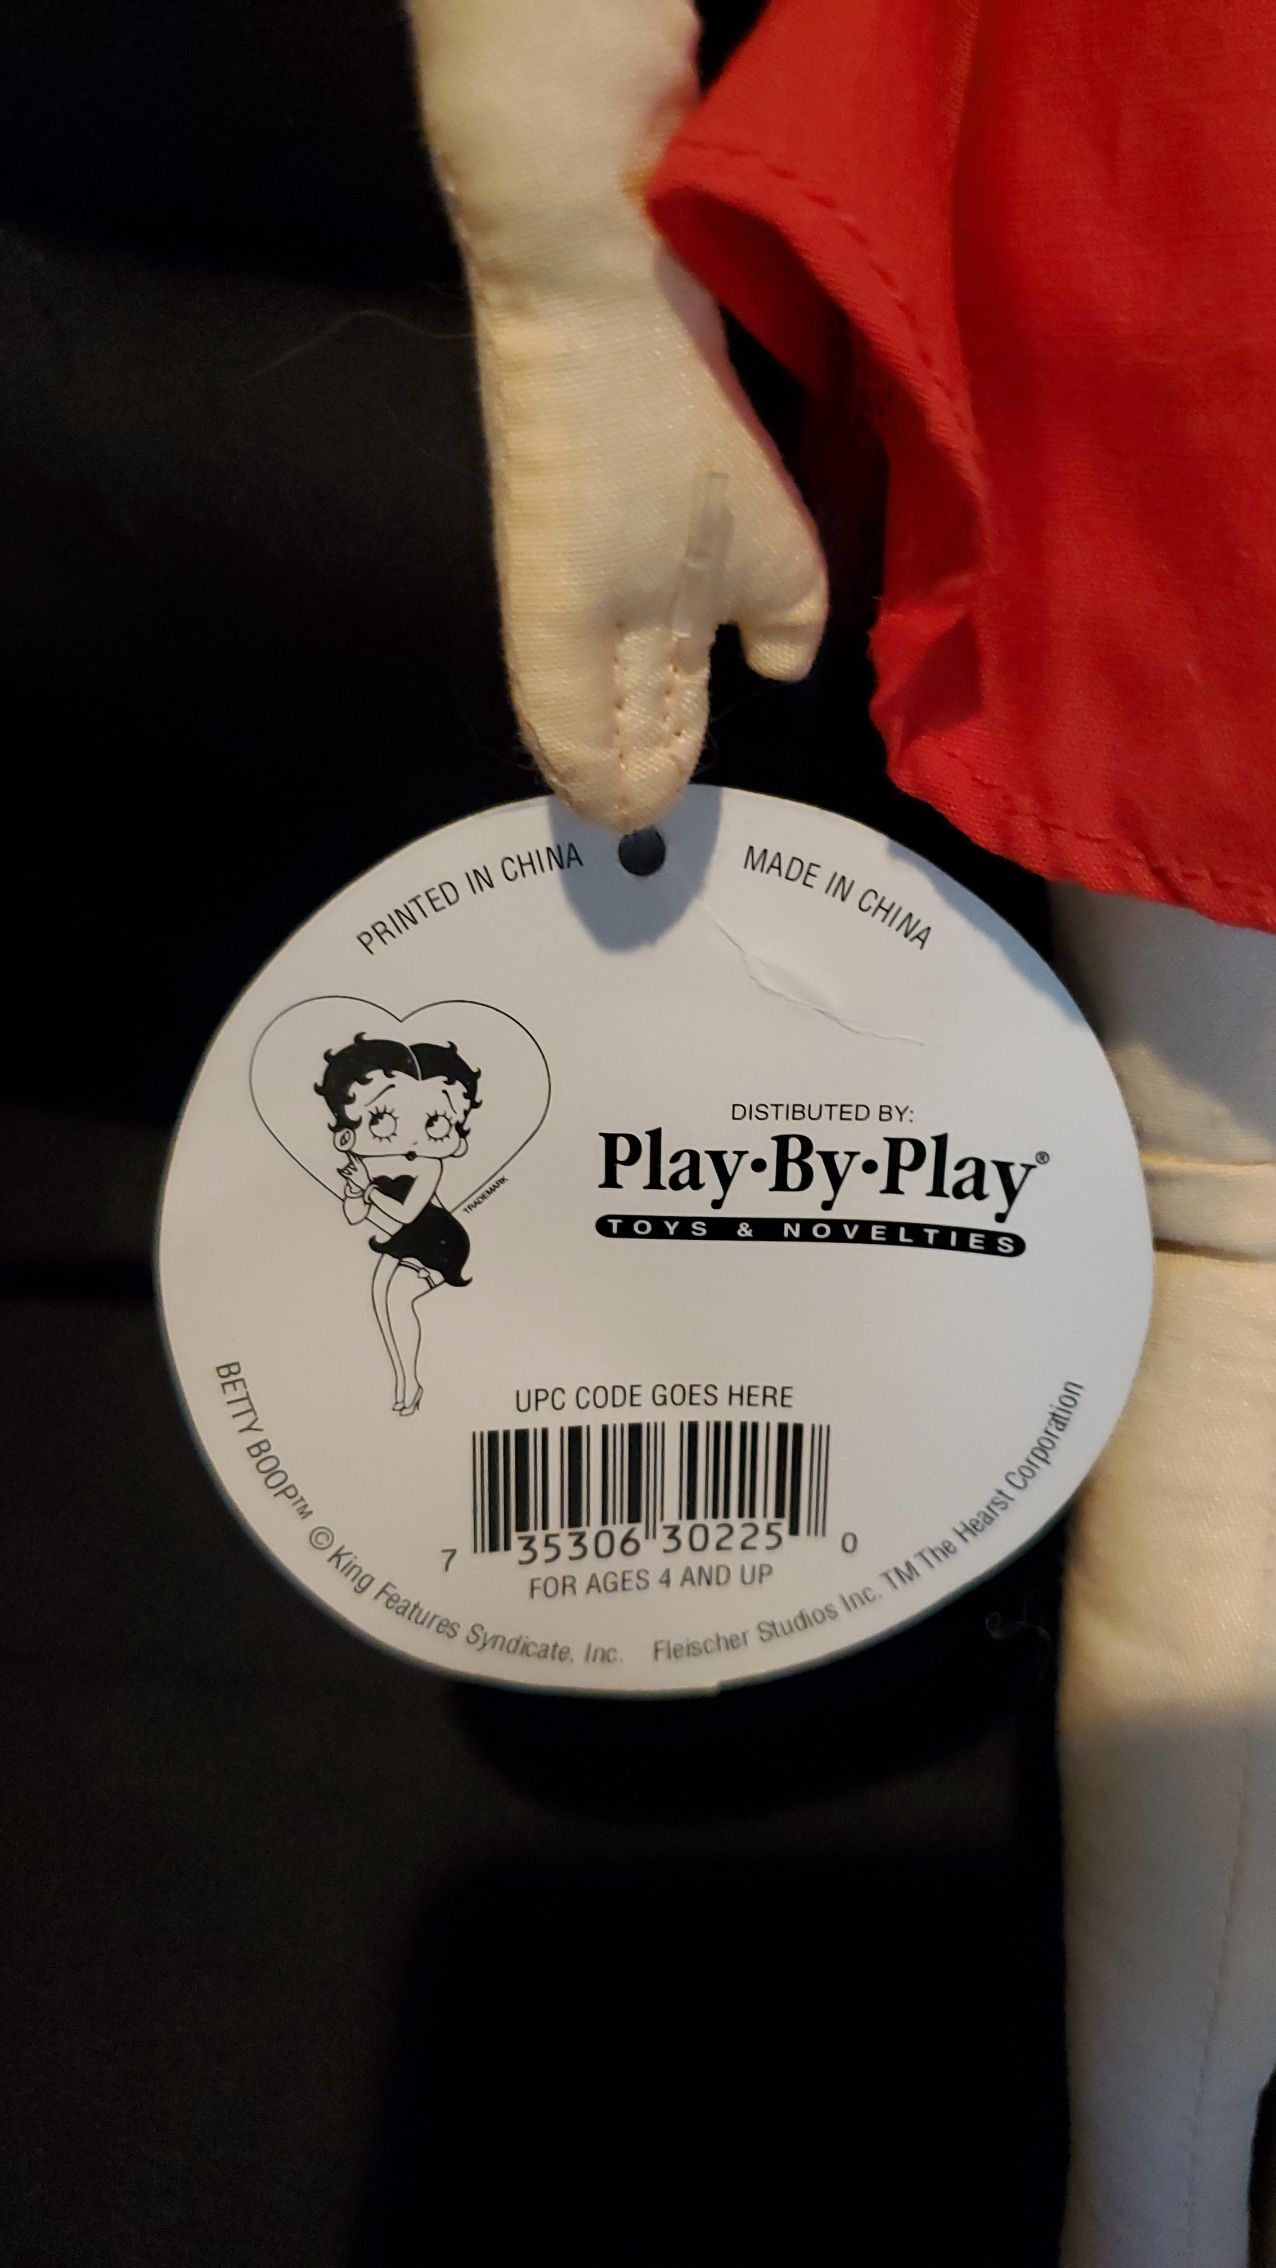 PRINTED IN CHINA
MADE IN CHINA
TRADEMARK
DISTIBUTED BY:
Play·By·Play®
TOYS & NOVELTIES
UPC CODE GOES HERE
7 35306 30225 0
FOR AGES 4 AND UP
BETTY BOOP™ © King Features Syndicate, Inc. Fleischer Studios Inc. TM The Hearst Corporation